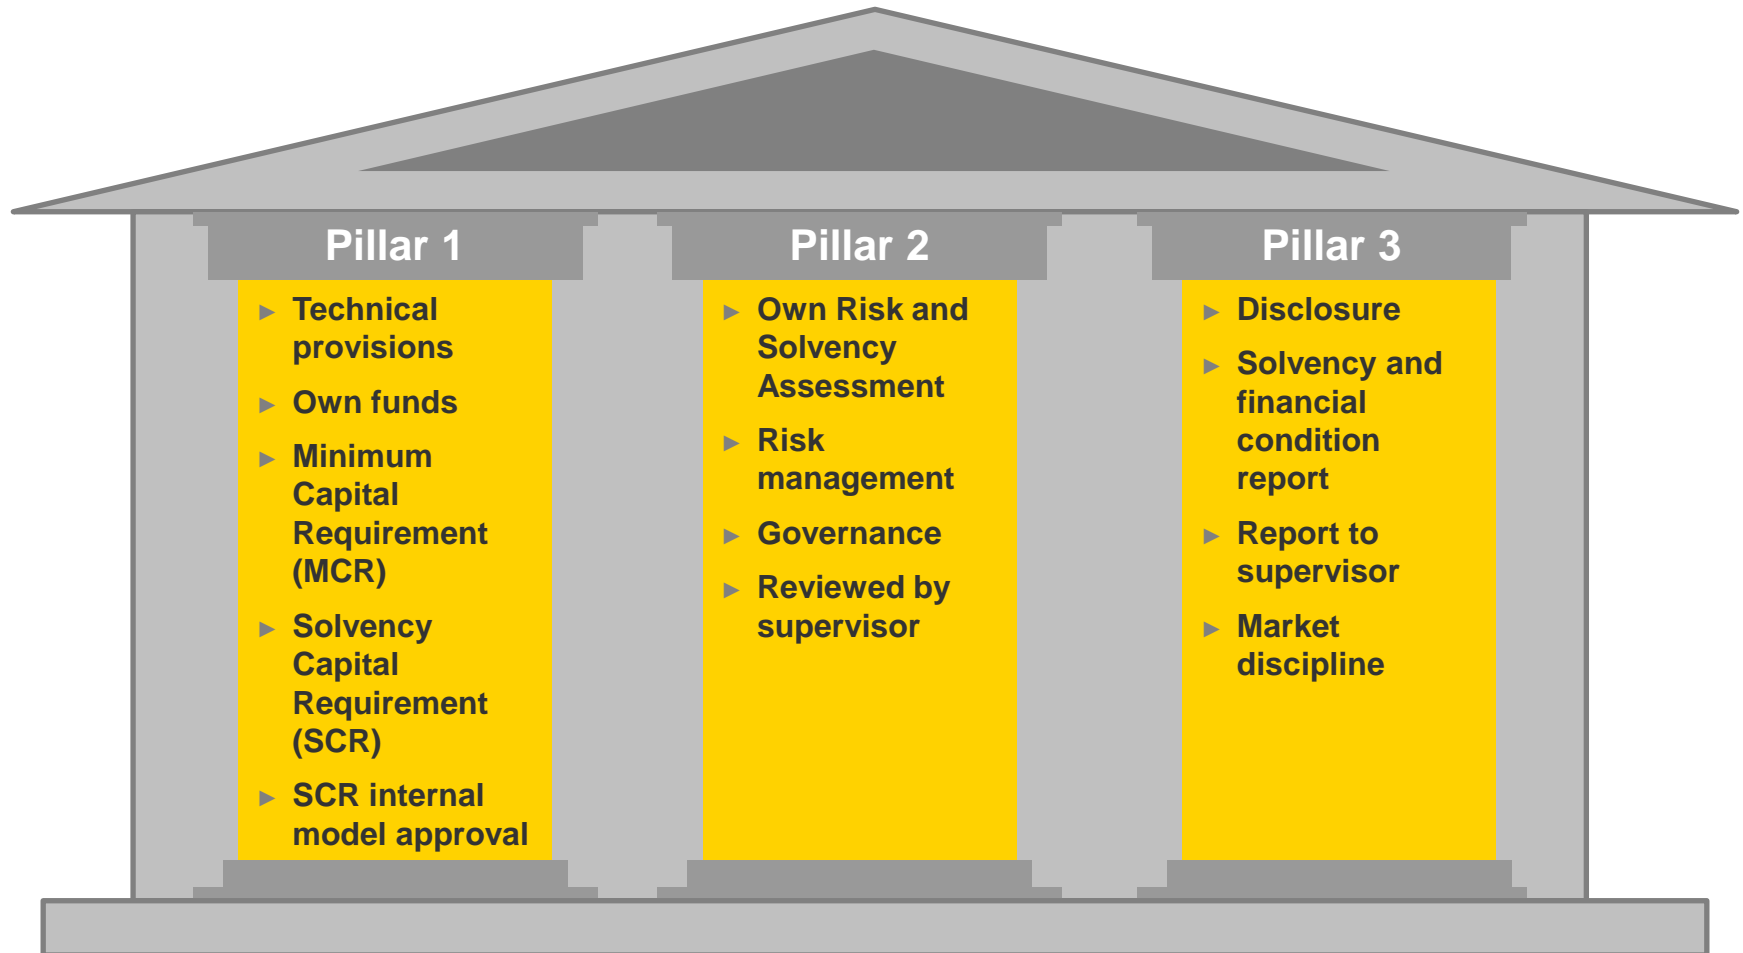 Pillar 1
► Technical
provisions
► Own funds
► Minimum
Capital
Requirement
(MCR)
► Solvency
Capital
Requirement
(SCR)
► SCR internal
model approval
Pillar 2
► Own Risk and
Solvency
Assessment
► Risk
management
► Governance
► Reviewed by
supervisor
Pillar 3
► Disclosure
► Solvency and
financial
condition
report
► Report to
supervisor
► Market
discipline